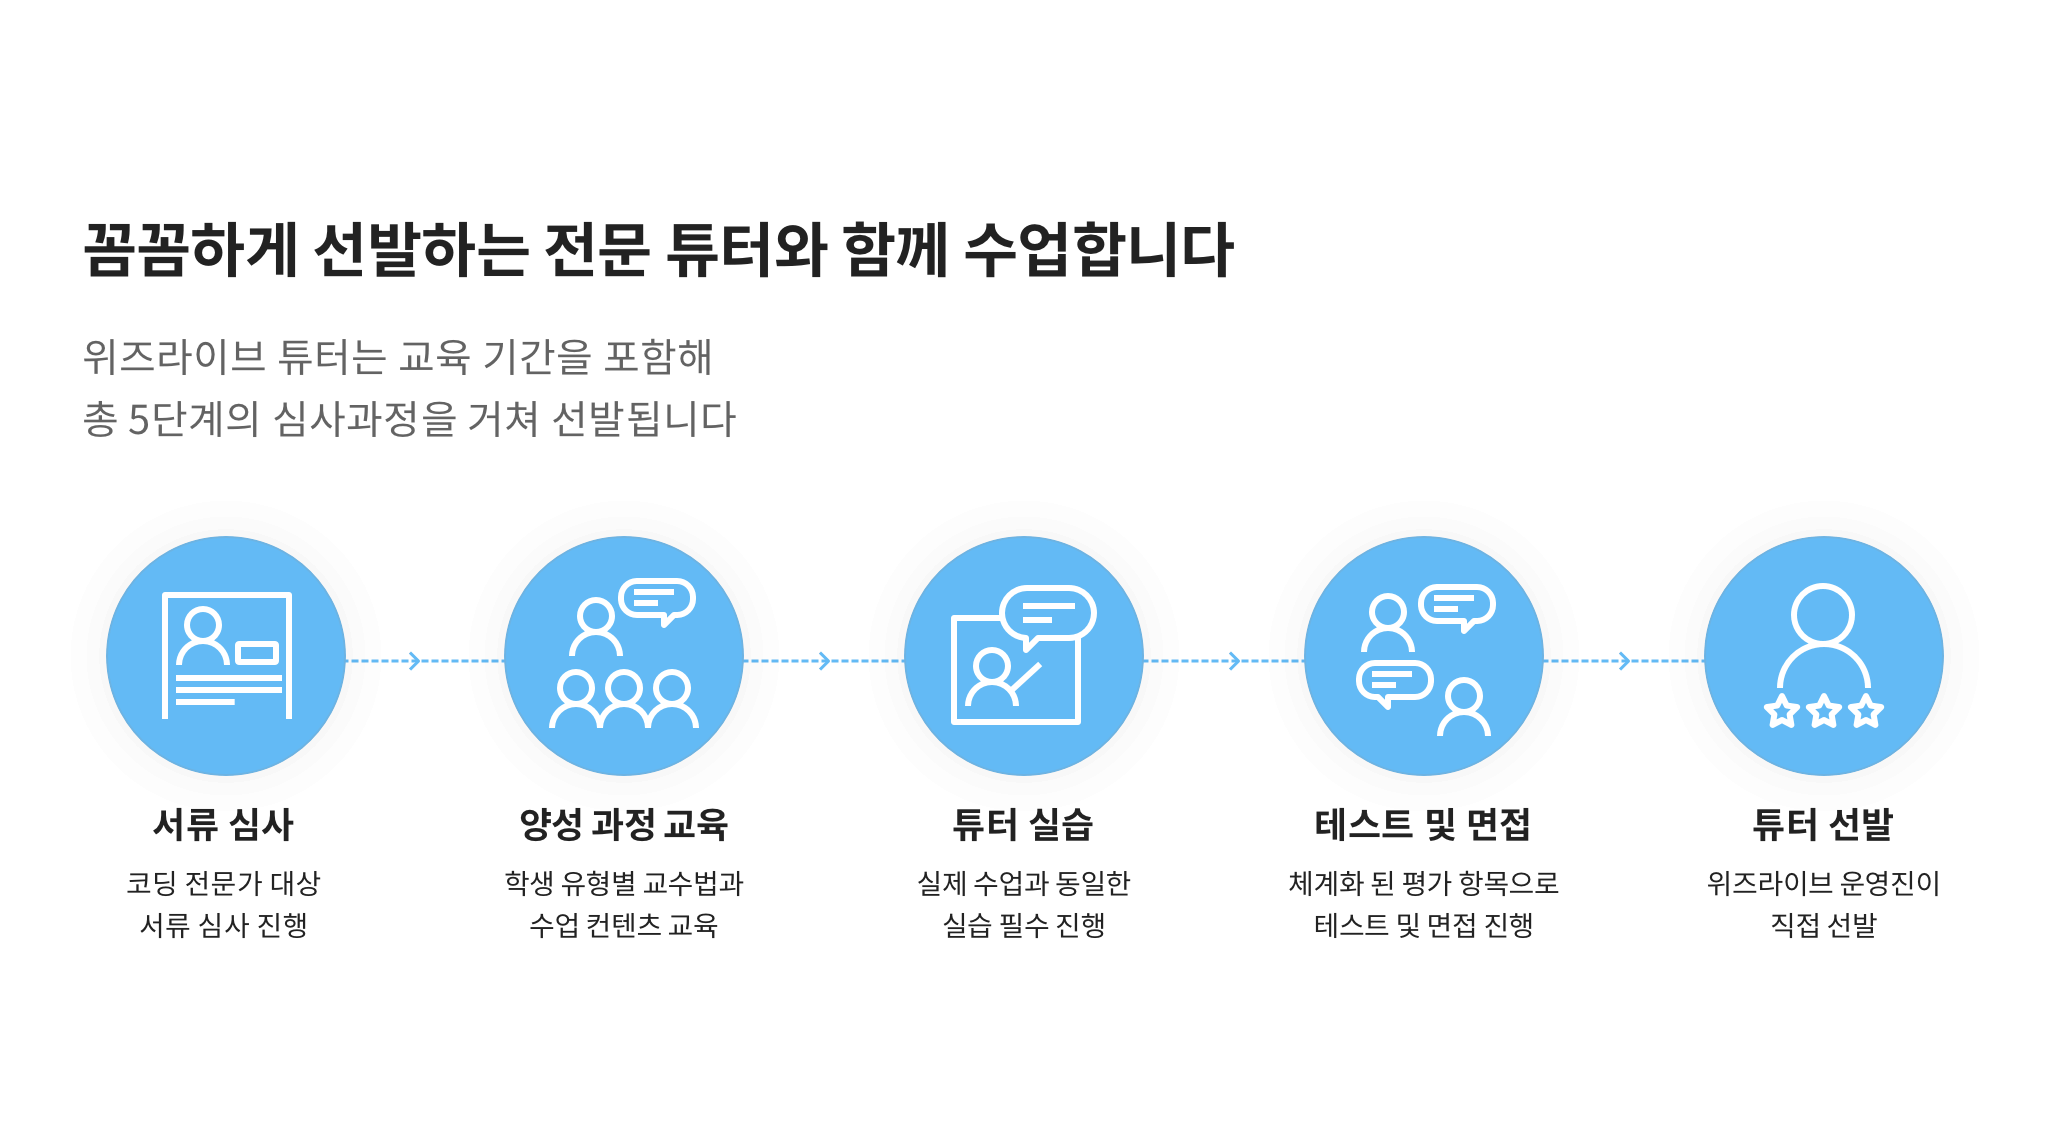 꼼꼼하게 선발하는 전문 튜터와 함께 수업합니다
위즈라이브 튜터는 교육 기간을 포함해
총 5단계의 심사과정을 거쳐 선발됩니다
서류 심사
코딩 전문가 대상
서류 심사 진행
양성 과정 교육
학생 유형별 교수법과
수업 컨텐츠 교육
튜터 실습
실제 수업과 동일한
실습 필수 진행
테스트 및 면접
체계화 된 평가 항목으로
테스트 및 면접 진행
튜터 선발
위즈라이브 운영진이
직접 선발